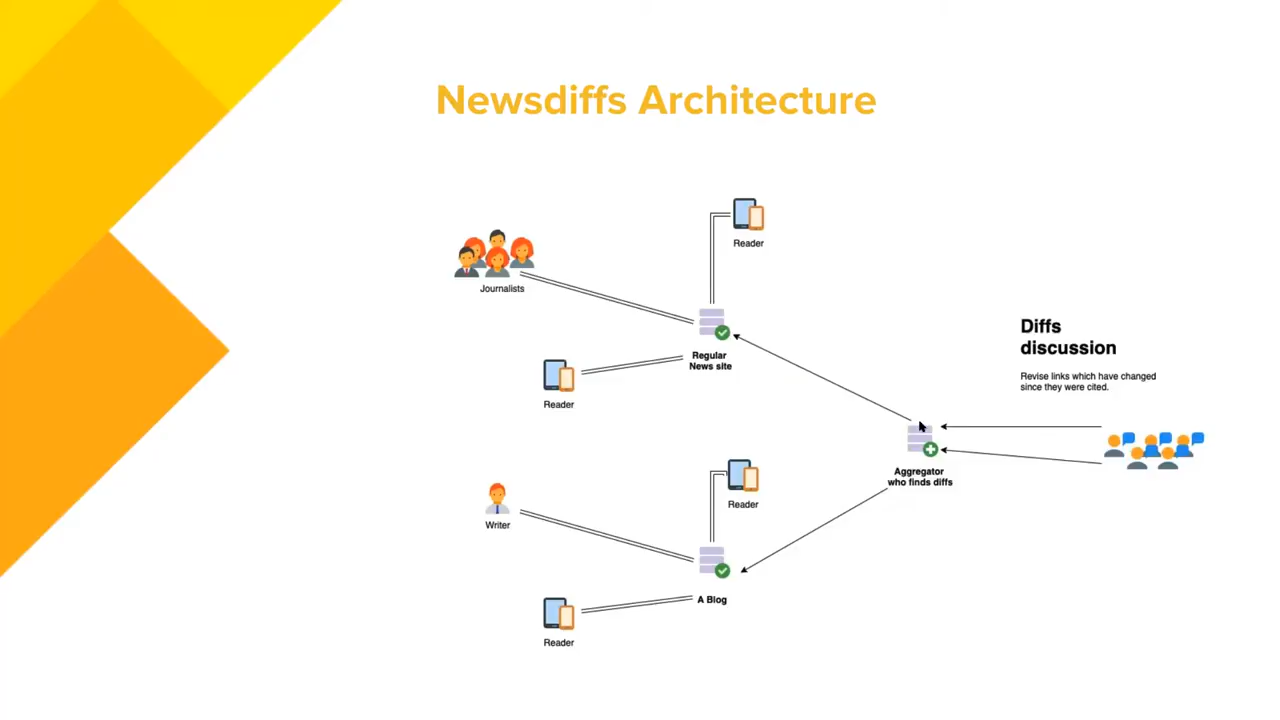 Newsdiffs Architecture
Reader
Journalists
Regular
News site
Reader
Diffs
discussion
Revise links which have changed
since they were cited.
Aggregator
who finds diffs
Reader
Writer
A Blog
Reader